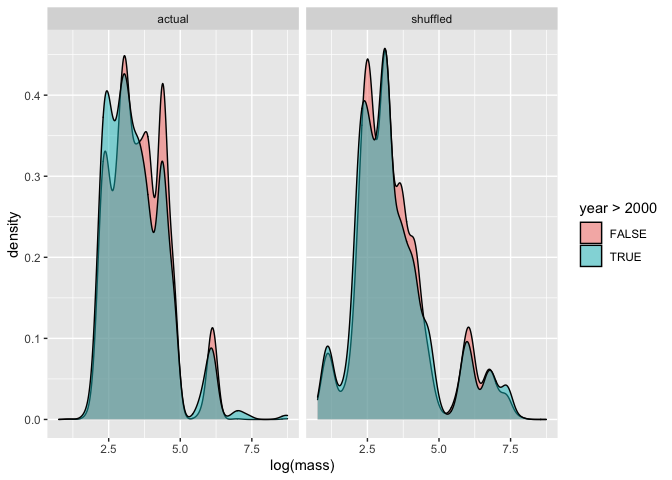 actual shuffled
0.4
0.3
0.2
0.1
0.0
density
2.5 5.0 7.5 2.5 5.0 7.5
log(mass)
year > 2000
FALSE
TRUE